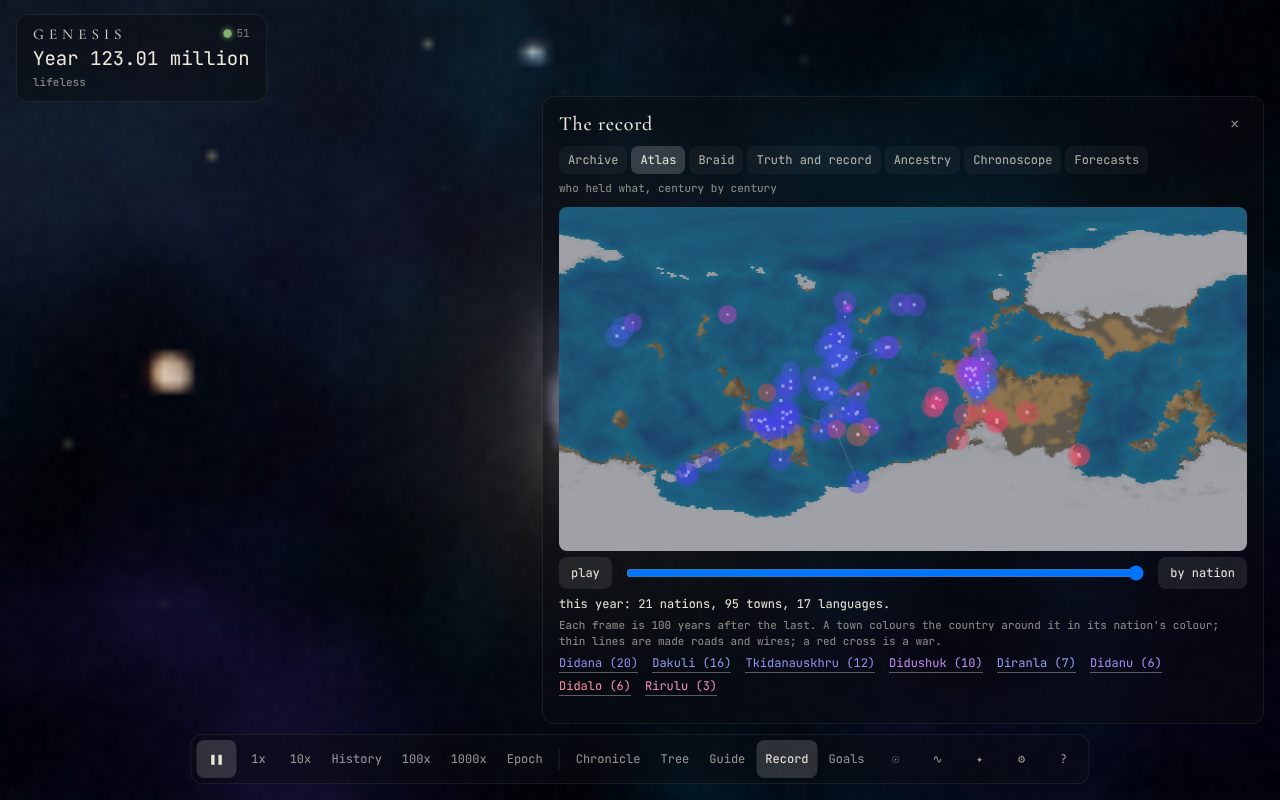 GENESIS
51
Year 123.01 million
lifeless
The record
×
Archive Atlas Braid Truth and record Ancestry Chronoscope Forecasts
who held what, century by century
play
by nation
this year: 21 nations, 95 towns, 17 languages.
Each frame is 100 years after the last. A town colours the country around it in its nation's colour;
thin lines are made roads and wires; a red cross is a war.
Didana (20) Dakuli (16) Tkidanauskhru (12) Didushuk (10) Diranla (7) Didanu (6)
Didalo (6) Rirulu (3)
1x 10x History 100x 1000x Epoch Chronicle Tree Guide Record Goals ?